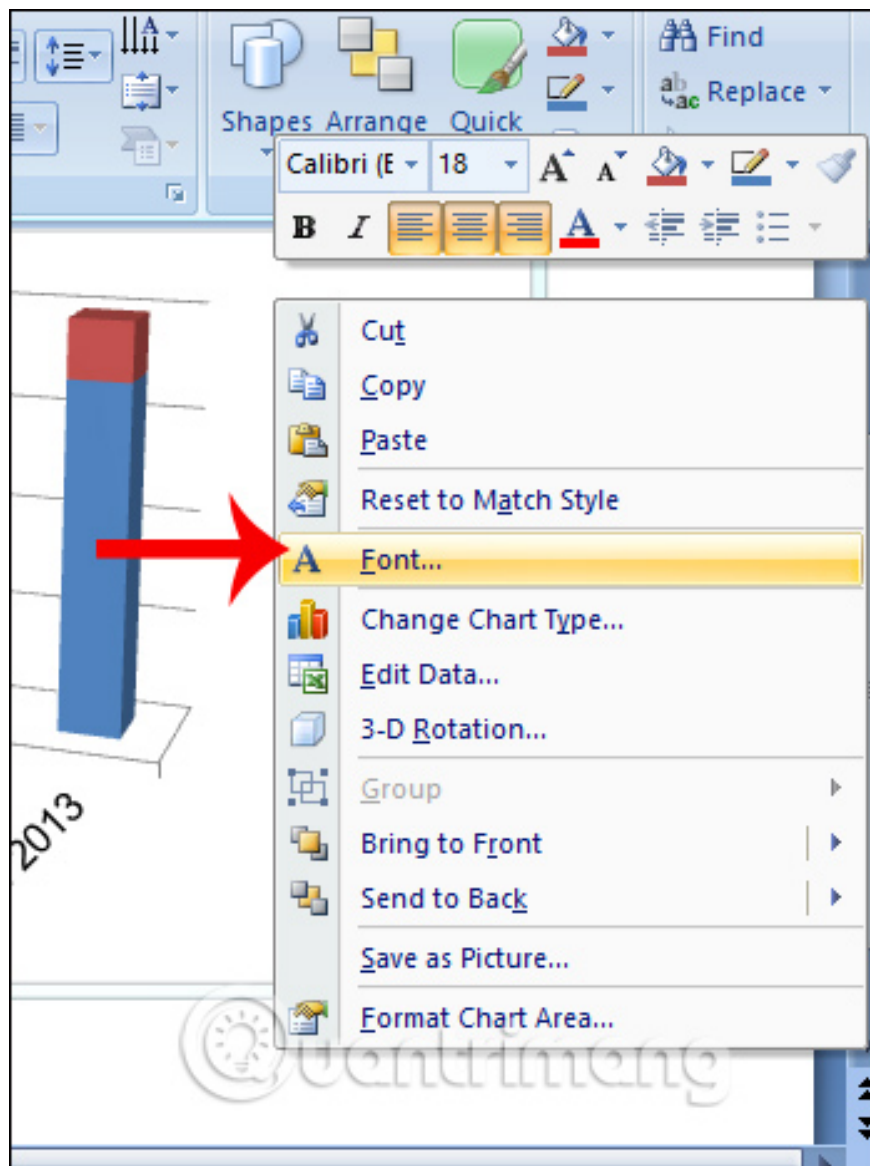 Find
Replace
Shapes Arrange Quick
Calibri (E 18 A A
B I A
Cut
Copy
Paste
Reset to Match Style
A Font...
Change Chart Type...
Edit Data...
3-D Rotation...
Group
Bring to Front
Send to Back
Save as Picture...
Format Chart Area...
2013
Quantrimang